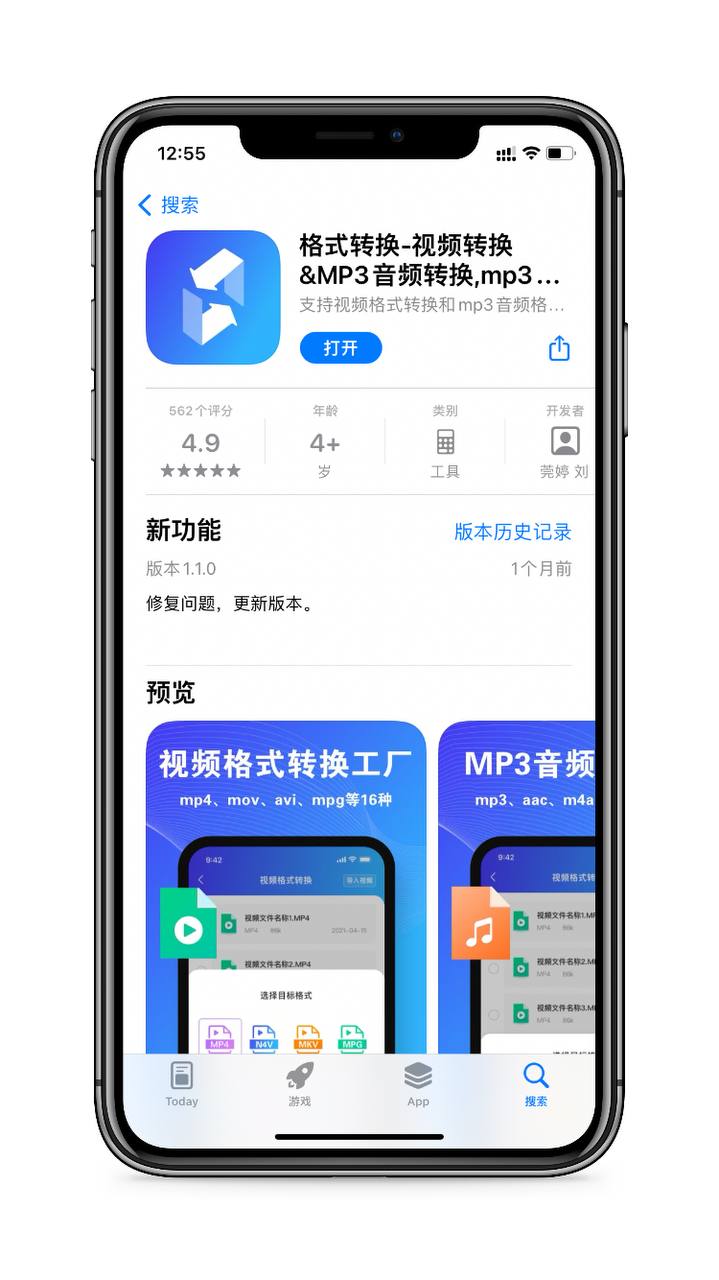 12:55
搜索
格式转换-视频转换
&MP3音频转换,mp3...
支持视频格式转换和mp3音频格...
打开
562个评分
年龄
类别
开发者
4.9
4+
岁
工具
莞婷 刘
新功能
版本历史记录
版本1.1.0
1个月前
修复问题，更新版本。
预览
视频格式转换工厂
mp4、mov、avi、mpg等16种
9:42
视频格式转换
导入视频
视频文件名称1.MP4
MP4 86k 2021-04-15
视频文件名称2.MP4
选择目标格式
MP4
N4V
MKV
MPG
MP3音频
mp3、aac、m4a
9:42
视频格式转
视频文件名称1.MP
MP4 86k
视频文件名称2.M
MP4 86k
视频文件名称3.M
MP4 86k
Today
游戏
App
搜索